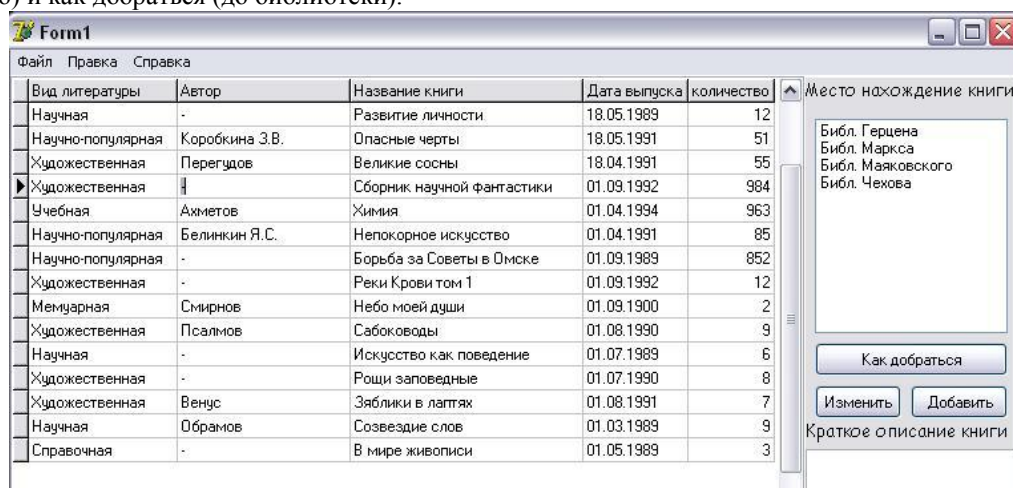 о) и как добраться (до библиотеки).
Form1
Файл Правка Справка
Вид литературы Автор Название книги Дата выпуска количество
Научная - Развитие личности 18.05.1989 12
Научно-популярная Коробкина З.В. Опасные черты 18.05.1991 51
Художественная Перегудов Великие сосны 18.04.1991 55
Художественная - Сборник научной фантастики 01.09.1992 984
Учебная Ахметов Химия 01.04.1994 963
Научно-популярная Белинкин Я.С. Непокорное искусство 01.04.1991 85
Научно-популярная - Борьба за Советы в Омске 01.09.1989 852
Художественная - Реки Крови том 1 01.09.1992 12
Мемуарная Смирнов Небо моей души 01.09.1900 2
Художественная Псалмов Сабоководы 01.08.1990 9
Научная - Искусство как поведение 01.07.1989 6
Художественная - Рощи заповедные 01.07.1990 8
Художественная Венус Зяблики в лаптях 01.08.1991 7
Научная Обрамов Созвездие слов 01.03.1989 9
Справочная - В мире живописи 01.05.1989 3
Место нахождение книги
Библ. Герцена
Библ. Маркса
Библ. Маяковского
Библ. Чехова
Как добраться
Изменить Добавить
Краткое описание книги